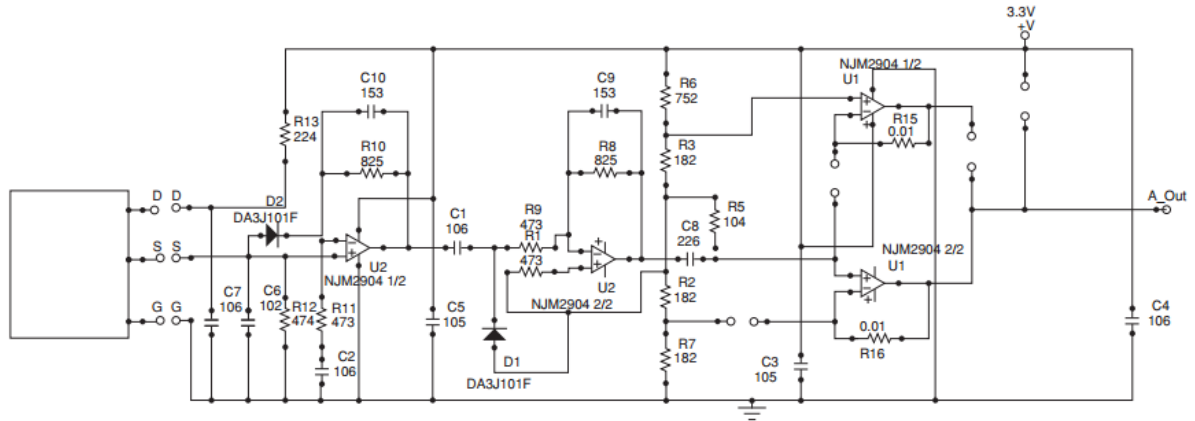 3.3V
+V
NJM2904 1/2
U1
C10
153
C9
153
R6
752
R13
224
R15
0.01
R10
825
R8
825
R3
182
D D
D2
DA3J101F
A_Out
R5
104
C1
106
R9
473
R1
473
C8
226
S S
U2
NJM2904 1/2
NJM2904 2/2
U1
U2
NJM2904 2/2
R2
182
G G
C7
106
C6
102
R12
474
R11
473
C5
105
C4
106
0.01
R16
C2
106
D1
DA3J101F
R7
182
C3
105